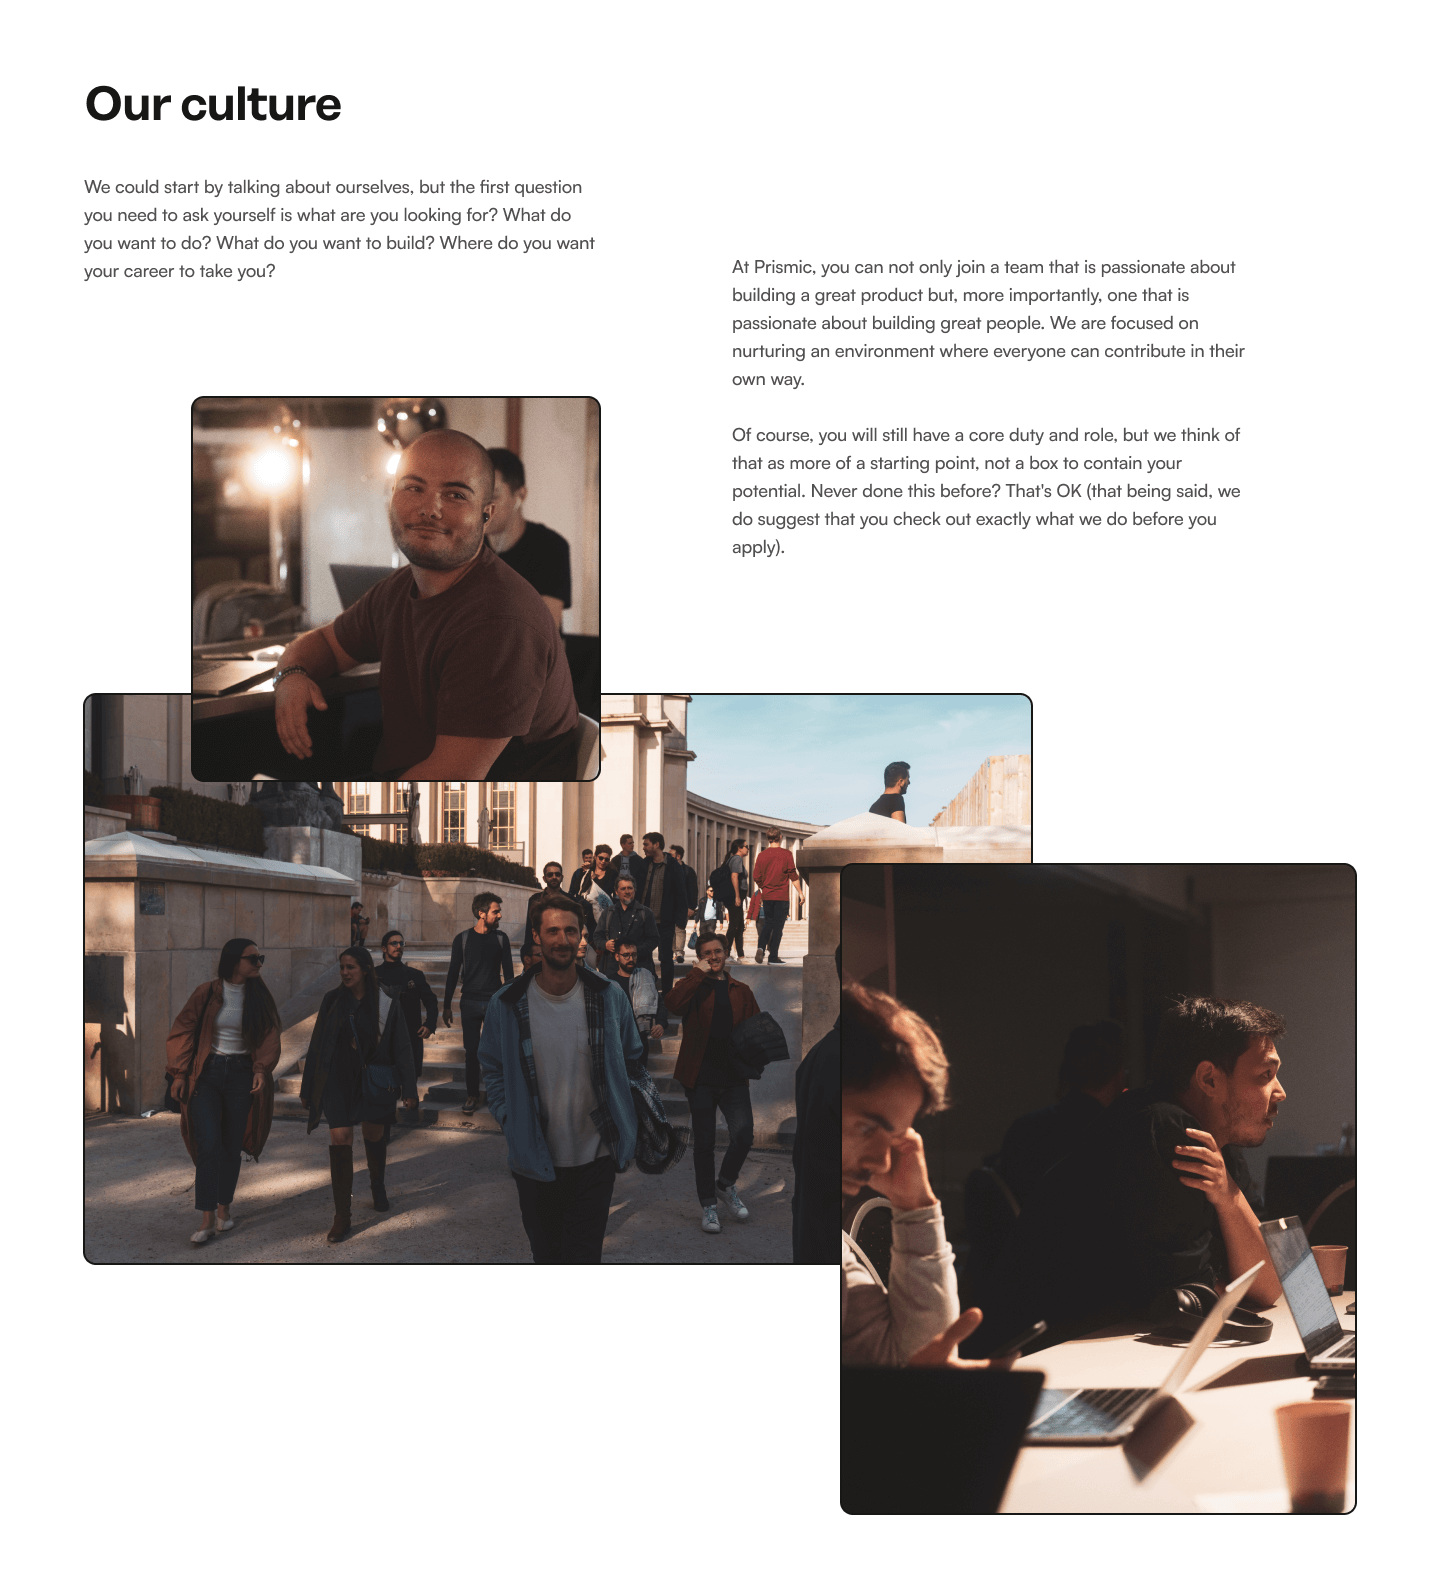 Our culture
We could start by talking about ourselves, but the first question
you need to ask yourself is what are you looking for? What do
you want to do? What do you want to build? Where do you want
your career to take you?
At Prismic, you can not only join a team that is passionate about
building a great product but, more importantly, one that is
passionate about building great people. We are focused on
nurturing an environment where everyone can contribute in their
own way.
Of course, you will still have a core duty and role, but we think of
that as more of a starting point, not a box to contain your
potential. Never done this before? That's OK (that being said, we
do suggest that you check out exactly what we do before you
apply).